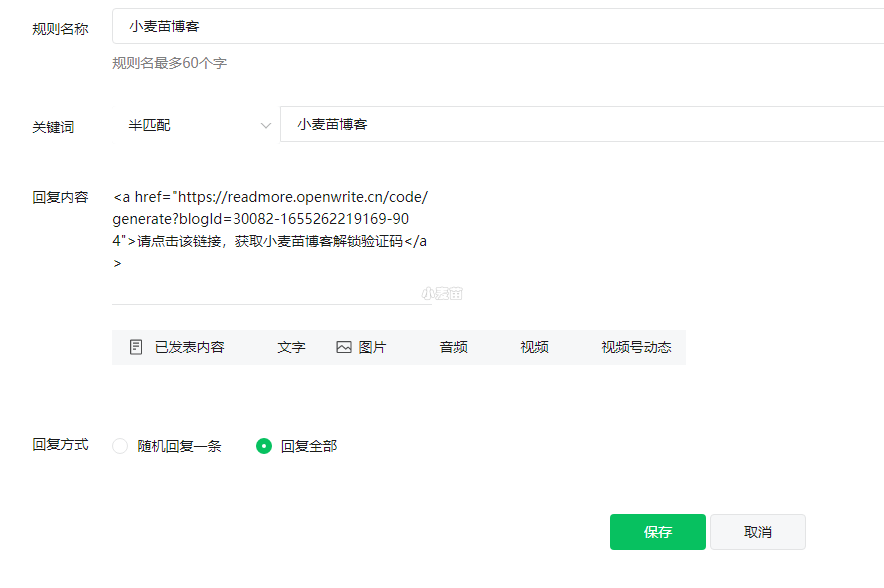 规则名称
小麦苗博客
规则名最多60个字
关键词
半匹配
小麦苗博客
回复内容
<a href="https://readmore.openwrite.cn/code/
generate?blogId=30082-1655262219169-90
4">请点击该链接，获取小麦苗博客解锁验证码</a
>
小麦苗
已发表内容 文字 图片 音频 视频 视频号动态
回复方式
随机回复一条 回复全部
保存 取消